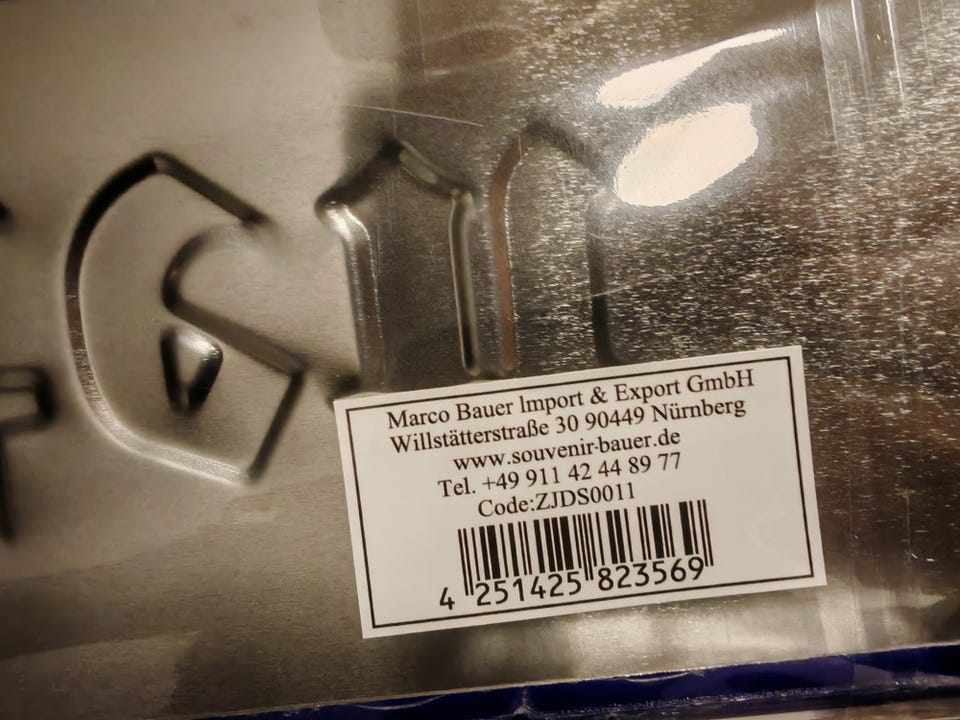 Marco Bauer Import & Export GmbH
Willstätterstraße 30 90449 Nürnberg
www.souvenir-bauer.de
Tel. +49 911 42 44 89 77
Code:ZJDS0011
4 251425 823569